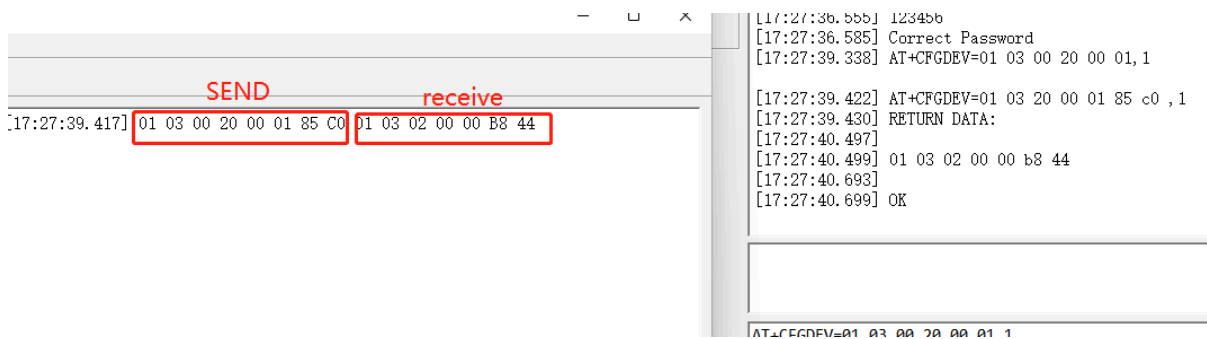 SEND
receive
[17:27:39.417] 01 03 00 20 00 01 85 C0 01 03 02 00 00 B8 44
[17:27:36.555] 123456
[17:27:36.585] Correct Password
[17:27:39.338] AT+CFGDEV=01 03 00 20 00 01,1
[17:27:39.422] AT+CFGDEV=01 03 20 00 01 85 c0 ,1
[17:27:39.430] RETURN DATA:
[17:27:40.497]
[17:27:40.499] 01 03 02 00 00 b8 44
[17:27:40.693]
[17:27:40.699] OK
AT+CFGDEV=01 03 00 20 00 01,1